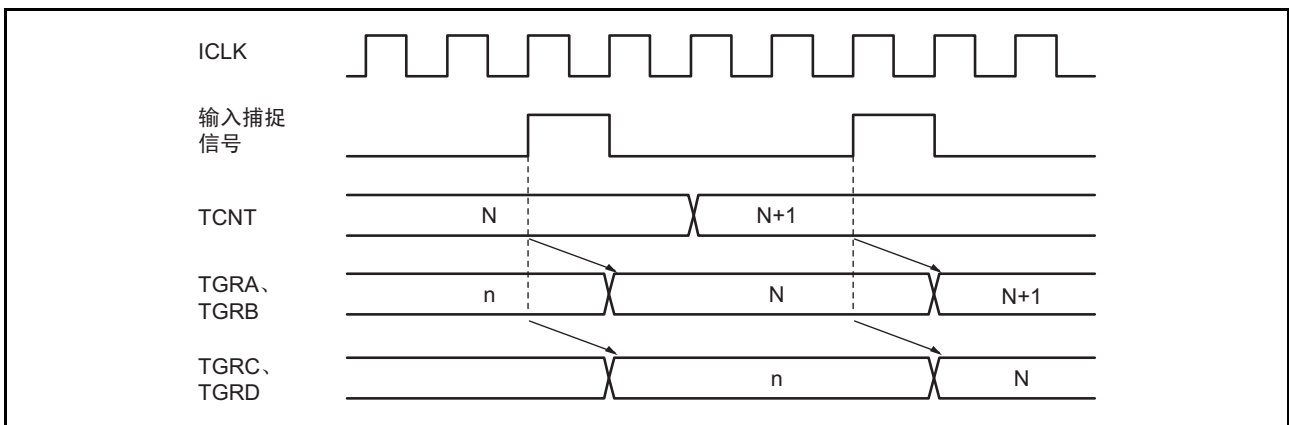 ICLK
输入捕捉
信号
TCNT
N
N+1
TGRA、
TGRB
n
N
N+1
TGRC、
TGRD
n
N